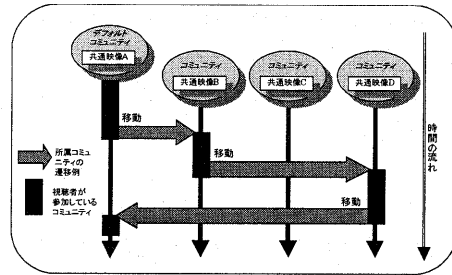 デフォルト
コミュニティ
共通映像A
コミュニティ
共通映像B
コミュニティ
共通映像C
コミュニティ
共通映像D
移動
移動
移動
時間の流れ
所属コミュ
ニティの
遷移例
視聴者が
参加している
コミュニティ